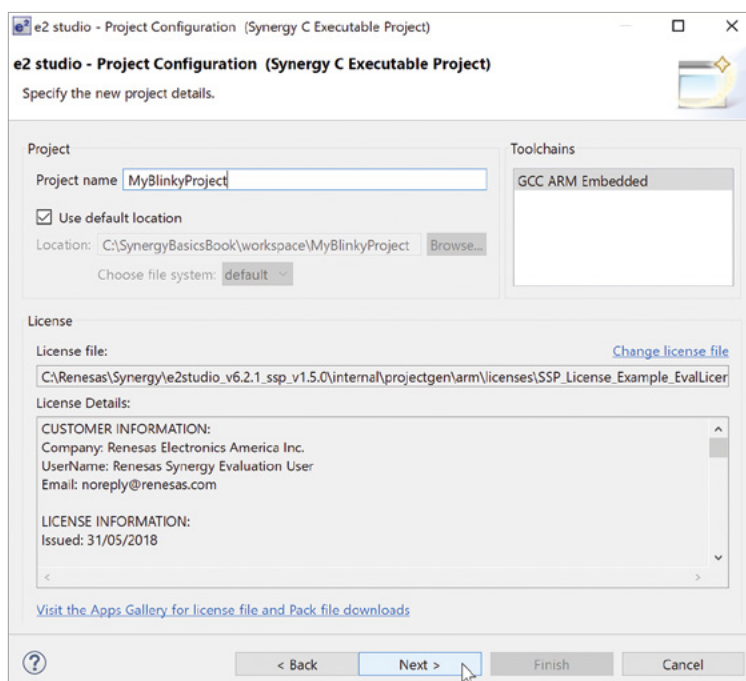 e2 e2 studio - Project Configuration (Synergy C Executable Project)
e2 studio - Project Configuration (Synergy C Executable Project)
Specify the new project details.
Project
Project name MyBlinkyProject
Use default location
Location: C:\SynergyBasicsBook\workspace\MyBlinkyProject Browse...
Choose file system: default
Toolchains
GCC ARM Embedded
License
License file: Change license file
C:\Renesas\Synergy\e2studio_v6.2.1_ssp_v1.5.0\internal\projectgen\arm\licenses\SSP_License_Example_EvalLicer
License Details:
CUSTOMER INFORMATION:
Company: Renesas Electronics America Inc.
UserName: Renesas Synergy Evaluation User
Email: noreply@renesas.com
LICENSE INFORMATION:
Issued: 31/05/2018
Visit the Apps Gallery for license file and Pack file downloads
? < Back Next > Finish Cancel